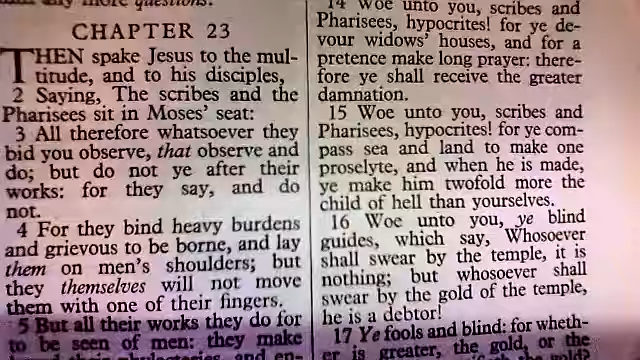 any more questions.
CHAPTER 23
THEN spake Jesus to the mul-
titude, and to his disciples,
2 Saying, The scribes and the
Pharisees sit in Moses' seat:
3 All therefore whatsoever they
bid you observe, that observe and
do; but do not ye after their
works: for they say, and do
not.
4 For they bind heavy burdens
and grievous to be borne, and lay
them on men's shoulders; but
they themselves will not move
them with one of their fingers.
5 But all their works they do for
to be seen of men: they make
broad their phylacteries, and en-
14 Woe unto you, scribes and
Pharisees, hypocrites! for ye de-
vour widows' houses, and for a
pretence make long prayer: there-
fore ye shall receive the greater
damnation.
15 Woe unto you, scribes and
Pharisees, hypocrites! for ye com-
pass sea and land to make one
proselyte, and when he is made,
ye make him twofold more the
child of hell than yourselves.
16 Woe unto you, ye blind
guides, which say, Whosoever
shall swear by the temple, it is
nothing; but whosoever shall
swear by the gold of the temple,
he is a debtor!
17 Ye fools and blind: for wheth-
er is greater, the gold, or the